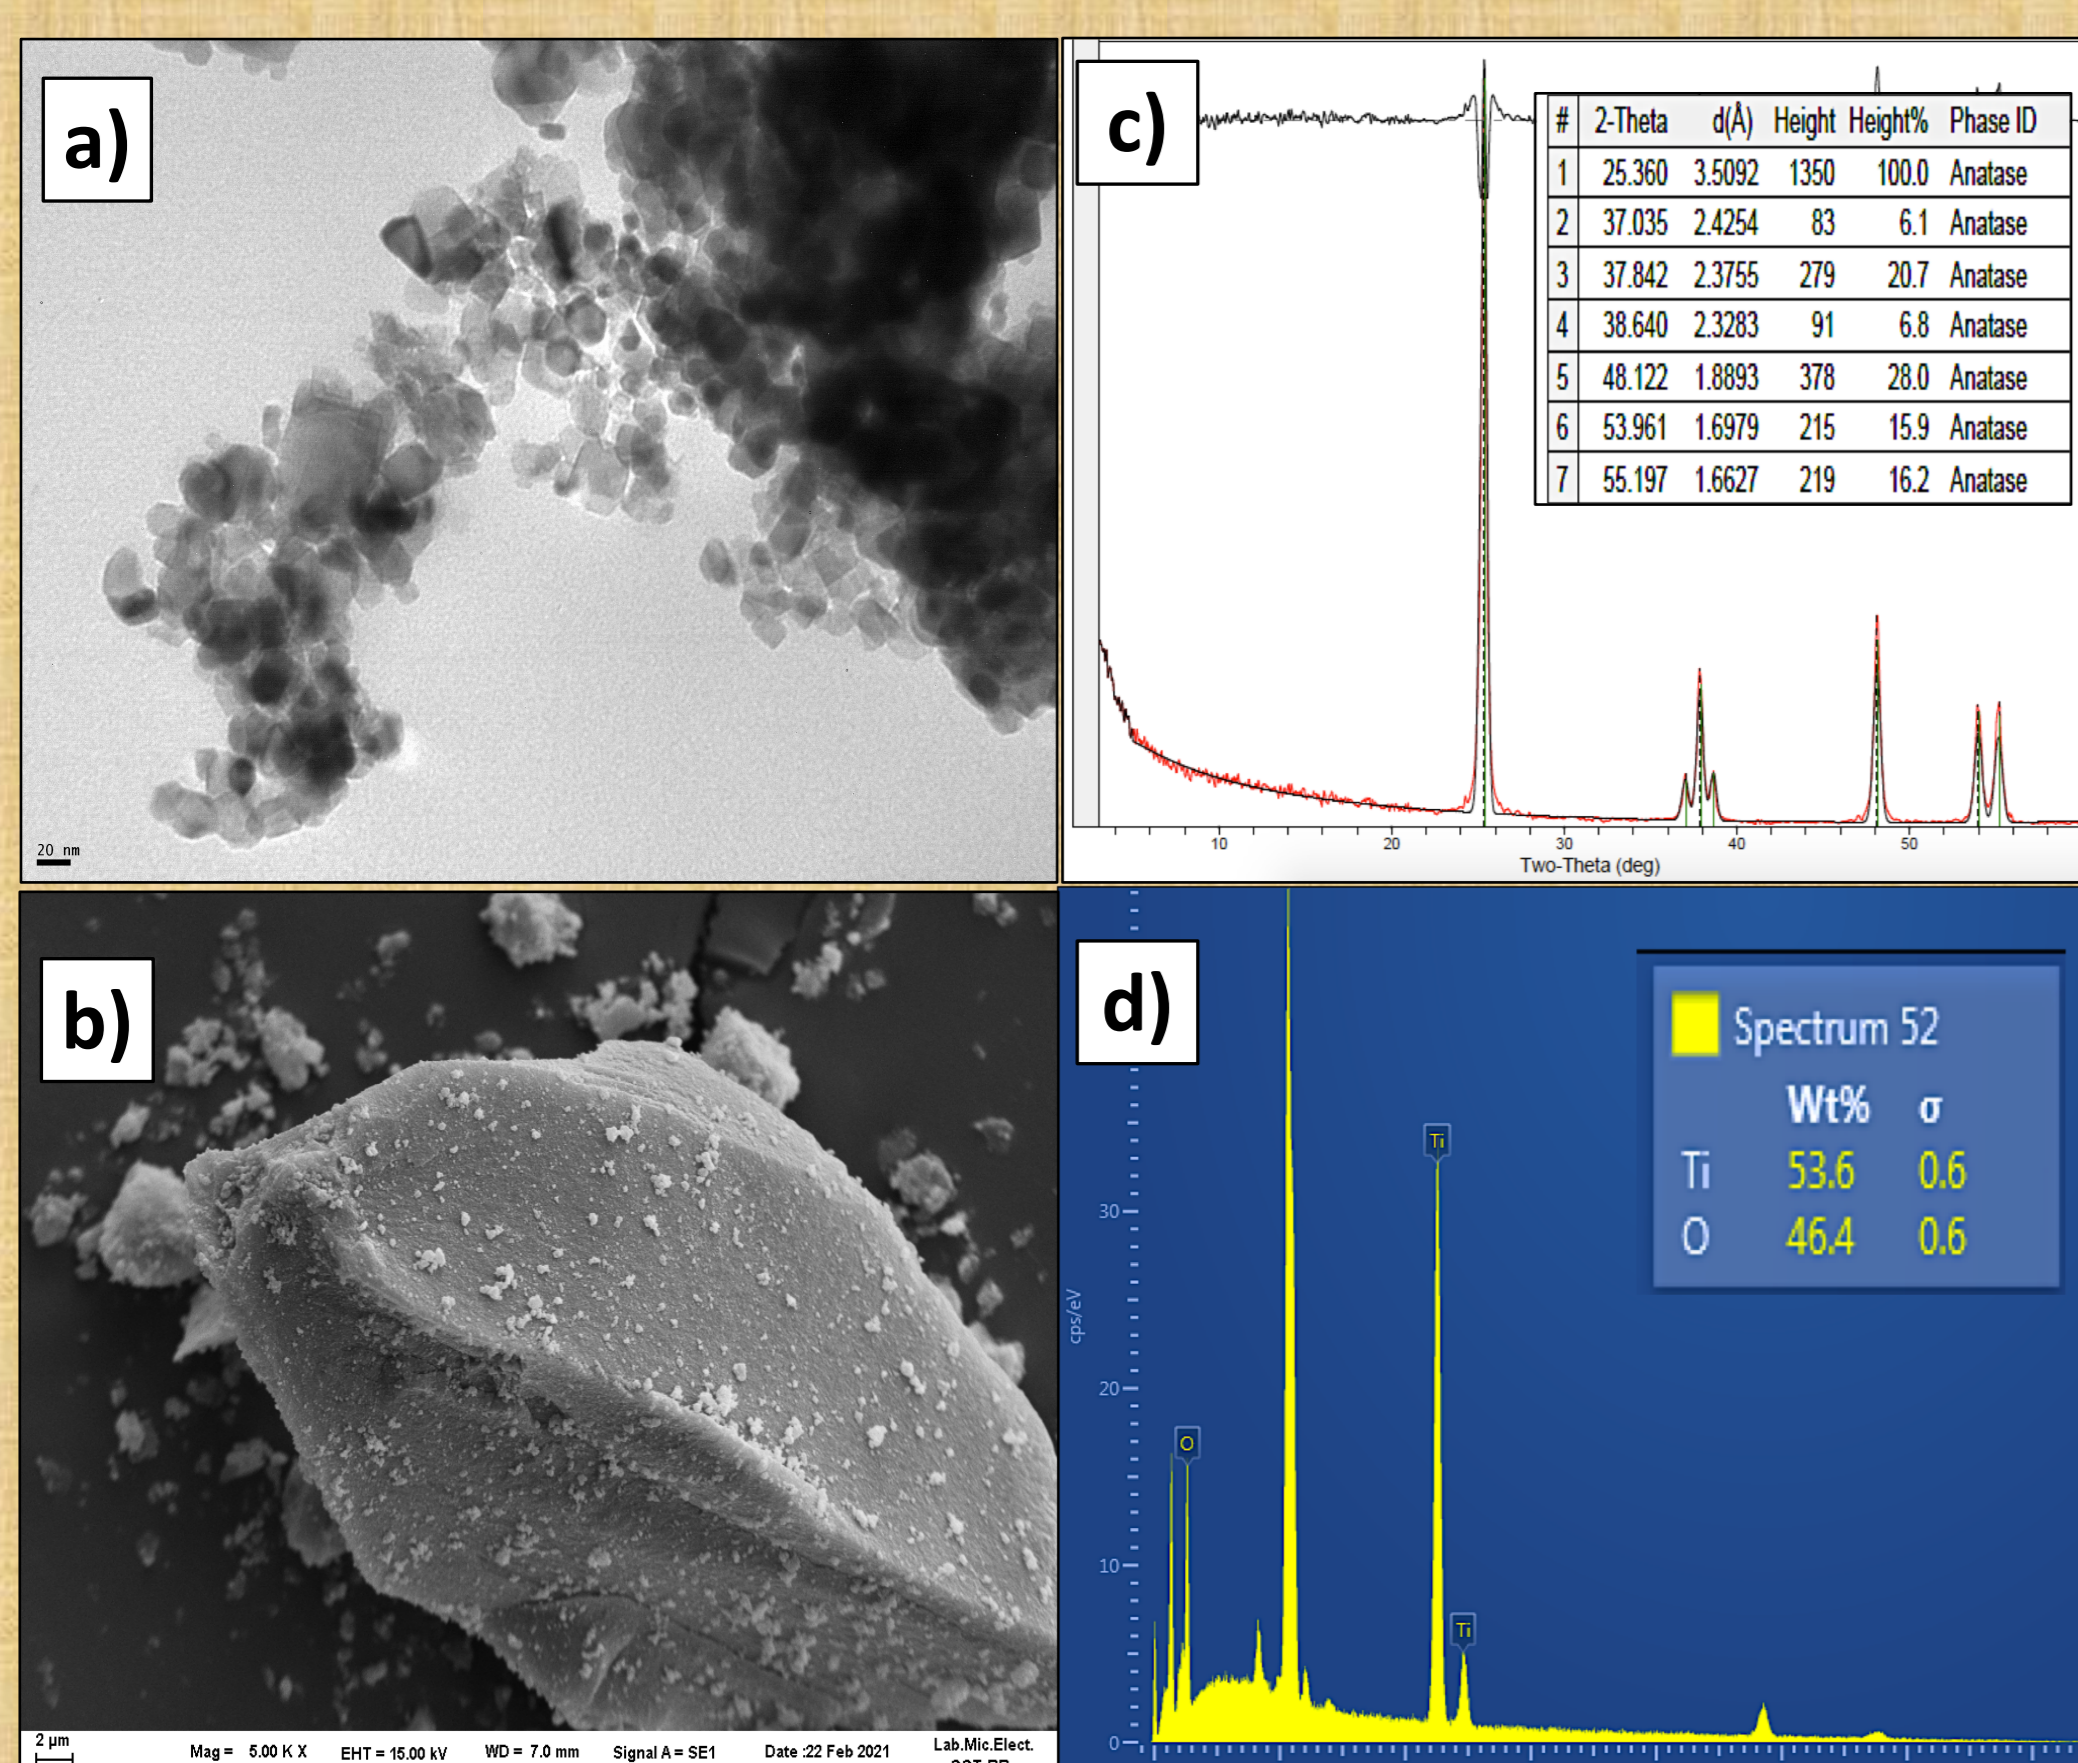 a)
20 nm
c)
# 2-Theta d(Å) Height Height% Phase ID
1 25.360 3.5092 1350 100.0 Anatase
2 37.035 2.4254 83 6.1 Anatase
3 37.842 2.3755 279 20.7 Anatase
4 38.640 2.3283 91 6.8 Anatase
5 48.122 1.8893 378 28.0 Anatase
6 53.961 1.6979 215 15.9 Anatase
7 55.197 1.6627 219 16.2 Anatase
10 20 30 40 50
Two-Theta (deg)
b)
2 µm
Mag = 5.00 K X EHT = 15.00 kV WD = 7.0 mm Signal A = SE1 Date :22 Feb 2021 Lab.Mic.Elect.
d)
Spectrum 52
Wt% σ
Ti 53.6 0.6
O 46.4 0.6
Ti
30
cps/eV
20
O
10
Ti
0